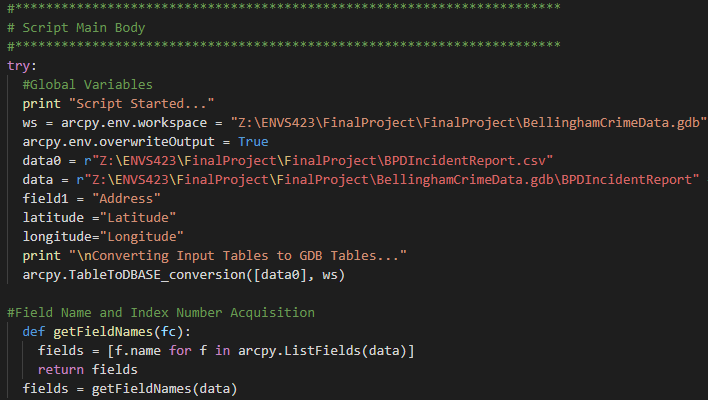 #***********************************************************************
# Script Main Body
#***********************************************************************
try:
  #Global Variables
  print "Script Started..."
  ws = arcpy.env.workspace = "Z:\ENVS423\FinalProject\FinalProject\BellinghamCrimeData.gdb"
  arcpy.env.overwriteOutput = True
  data0 = r"Z:\ENVS423\FinalProject\FinalProject\BPDIncidentReport.csv"
  data = r"Z:\ENVS423\FinalProject\FinalProject\BellinghamCrimeData.gdb\BPDIncidentReport"
  field1 = "Address"
  latitude ="Latitude"
  longitude="Longitude"
  print "\nConverting Input Tables to GDB Tables..."
  arcpy.TableToDBASE_conversion([data0], ws)

#Field Name and Index Number Acquisition
  def getFieldNames(fc):
    fields = [f.name for f in arcpy.ListFields(data)]
    return fields
  fields = getFieldNames(data)